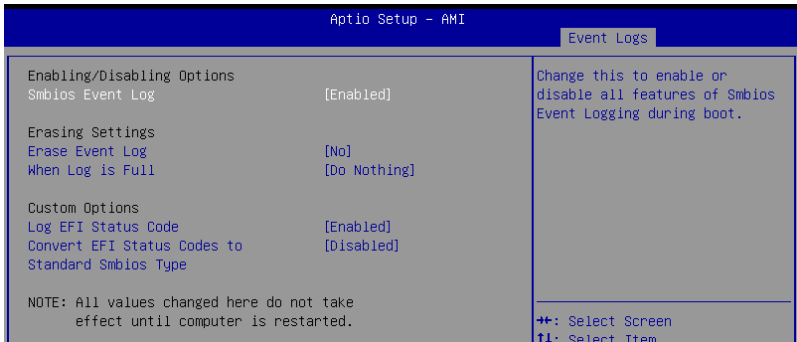 Aptio Setup - AMI
Event Logs
Enabling/Disabling Options
Smbios Event Log [Enabled]
Erasing Settings
Erase Event Log [No]
When Log is Full [Do Nothing]
Custom Options
Log EFI Status Code [Enabled]
Convert EFI Status Codes to [Disabled]
Standard Smbios Type
NOTE: All values changed here do not take
effect until computer is restarted.
Change this to enable or
disable all features of Smbios
Event Logging during boot.
→←: Select Screen
↑↓: Select Item